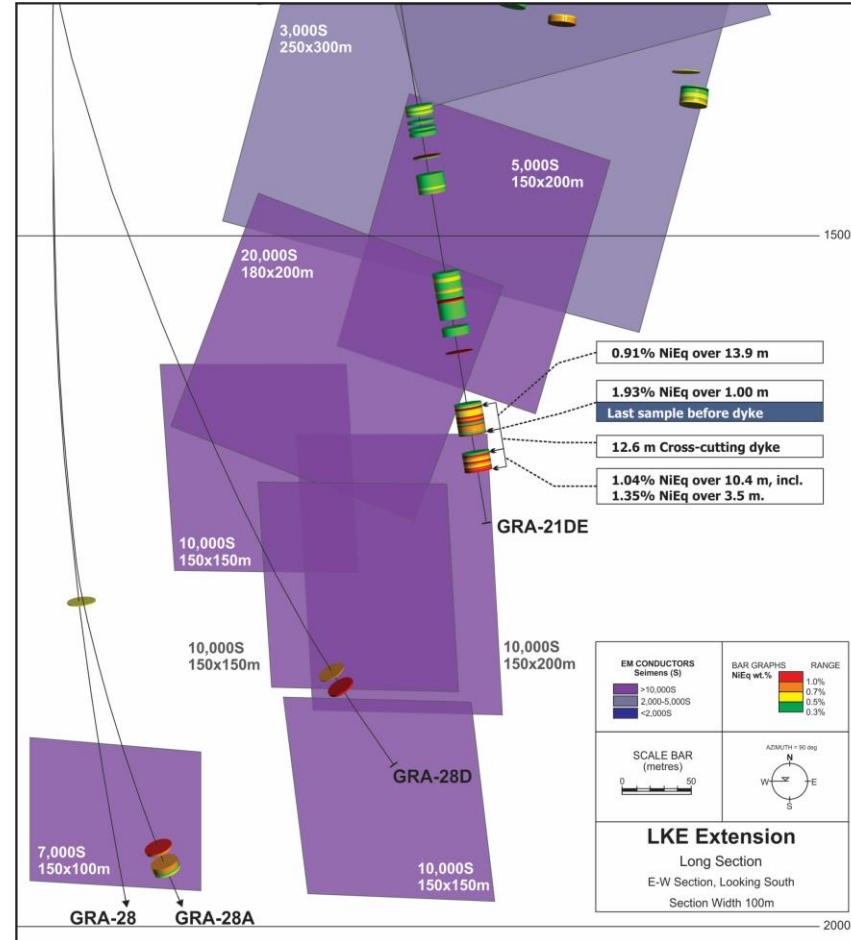 3,000S
250x300m
5,000S
150x200m
1500
20,000S
180x200m
0.91% NiEq over 13.9 m
1.93% NiEq over 1.00 m
Last sample before dyke
12.6 m Cross-cutting dyke
1.04% NiEq over 10.4 m, incl.
1.35% NiEq over 3.5 m.
GRA-21DE
10,000S
150x150m
10,000S
150x150m
10,000S
150x200m
GRA-28D
7,000S
150x100m
10,000S
150x150m
GRA-28
GRA-28A
EM CONDUCTORS
Seimens (S)
>10,000S
2,000-5,000S
<2,000S
BAR GRAPHS
NiEq wt.%
RANGE
1.0%
0.7%
0.5%
0.3%
SCALE BAR
(metres)
0 50
AZIMUTH = 90 deg
N
W E
S
LKE Extension
Long Section
E-W Section, Looking South
Section Width 100m
2000